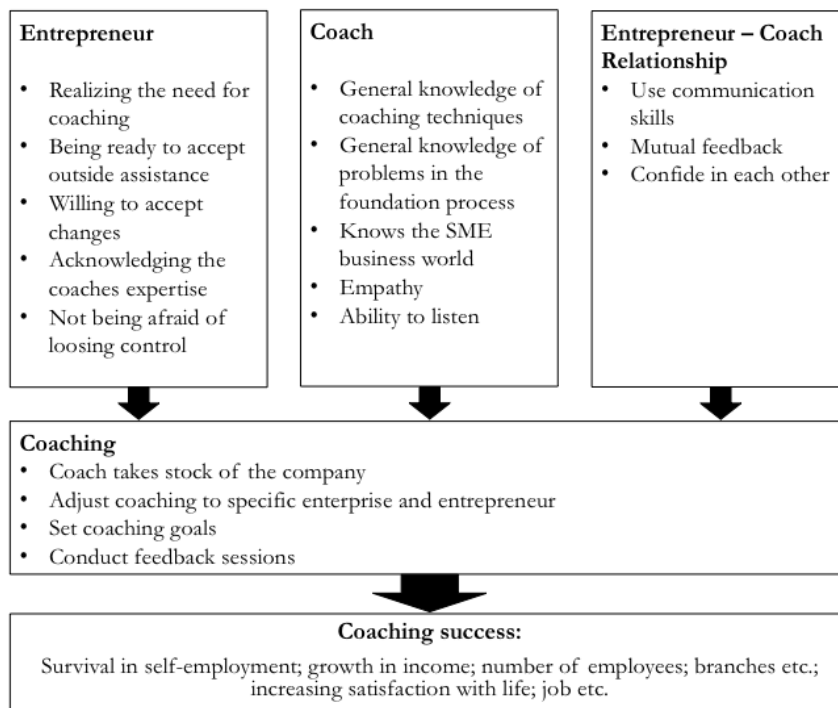 Entrepreneur
• Realizing the need for
coaching
• Being ready to accept
outside assistance
• Willing to accept
changes
• Acknowledging the
coaches expertise
• Not being afraid of
loosing control
Coach
• General knowledge of
coaching techniques
• General knowledge of
problems in the
foundation process
• Knows the SME
business world
• Empathy
• Ability to listen
Entrepreneur – Coach
Relationship
• Use communication
skills
• Mutual feedback
• Confide in each other
Coaching
• Coach takes stock of the company
• Adjust coaching to specific enterprise and entrepreneur
• Set coaching goals
• Conduct feedback sessions
Coaching success:
Survival in self-employment; growth in income; number of employees; branches etc.;
increasing satisfaction with life; job etc.